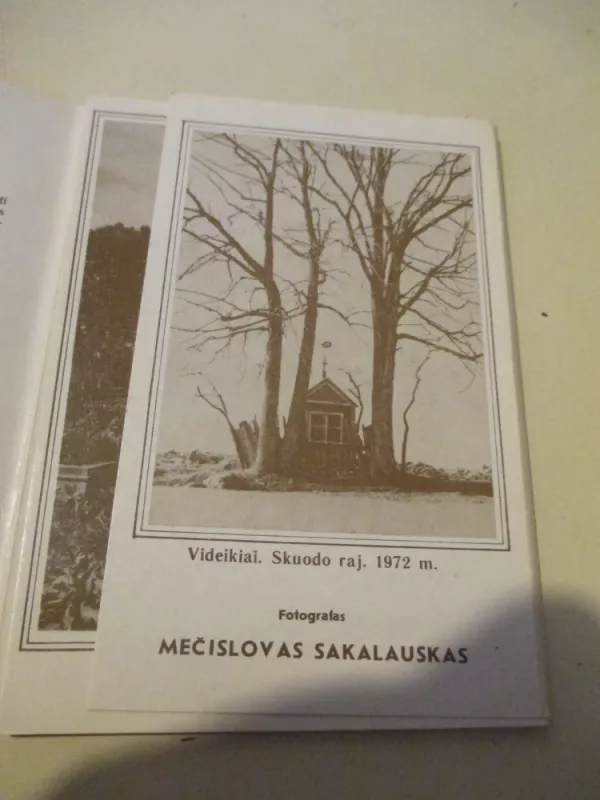 Videikiai. Skuodo raj. 1972 m.
Fotografas
MEČISLOVAS SAKALAUSKAS